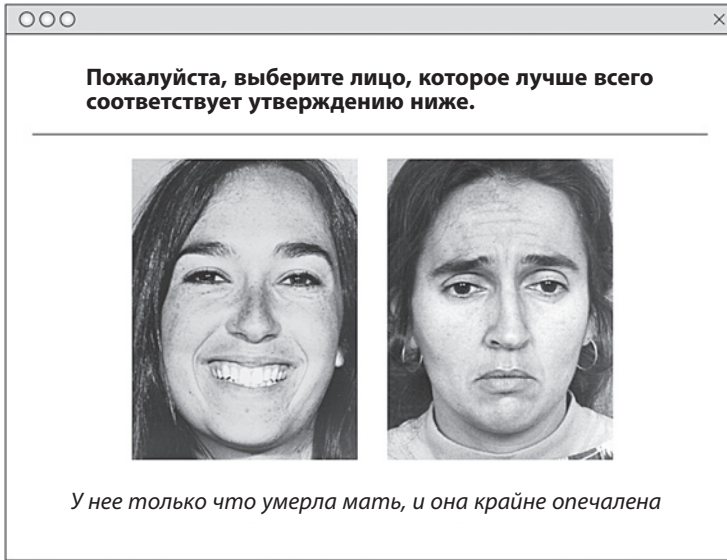 Пожалуйста, выберите лицо, которое лучше всего
соответствует утверждению ниже.
У нее только что умерла мать, и она крайне опечалена